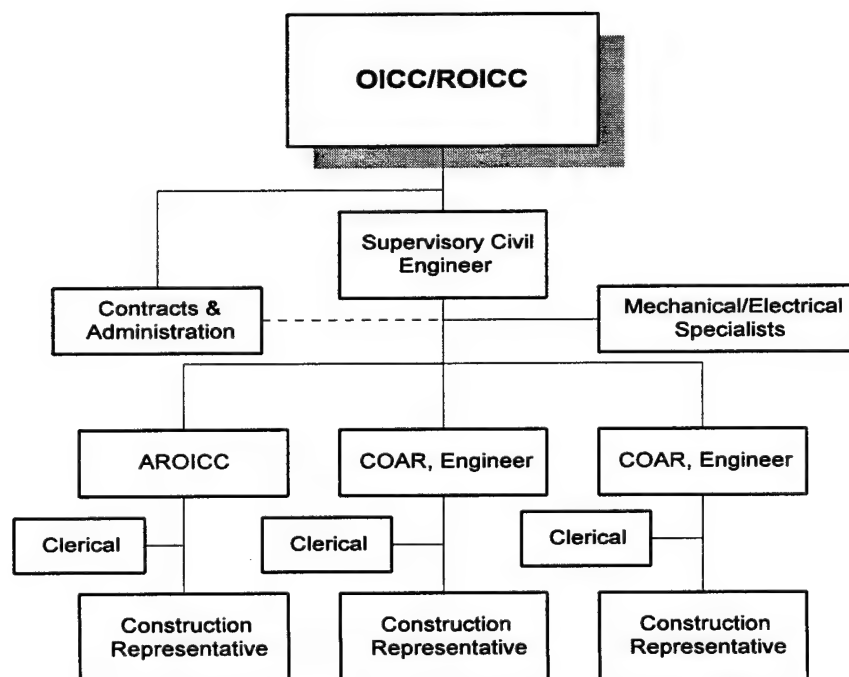 OICC/ROICC
Supervisory Civil
Engineer
Contracts &
Administration
Mechanical/Electrical
Specialists
AROICC
COAR, Engineer
COAR, Engineer
Clerical
Clerical
Clerical
Construction
Representative
Construction
Representative
Construction
Representative